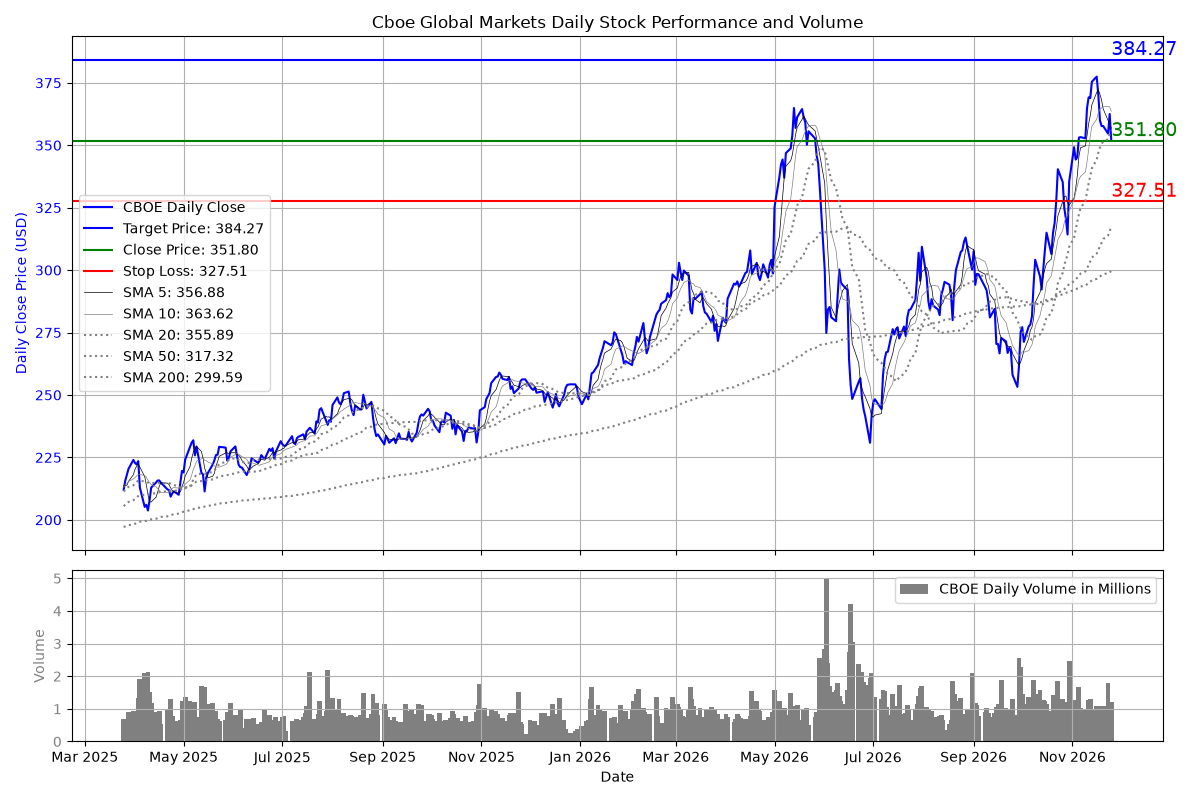 Cboe Global Markets Daily Stock Performance and Volume
384.27
351.80
327.51
375
350
325
300
275
250
225
200
Daily Close Price (USD)
CBOE Daily Close
Target Price: 384.27
Close Price: 351.80
Stop Loss: 327.51
SMA 5: 356.88
SMA 10: 363.62
SMA 20: 355.89
SMA 50: 317.32
SMA 200: 299.59
5
4
3
2
1
0
Volume
CBOE Daily Volume in Millions
Mar 2025
May 2025
Jul 2025
Sep 2025
Nov 2025
Jan 2026
Mar 2026
May 2026
Jul 2026
Sep 2026
Nov 2026
Date